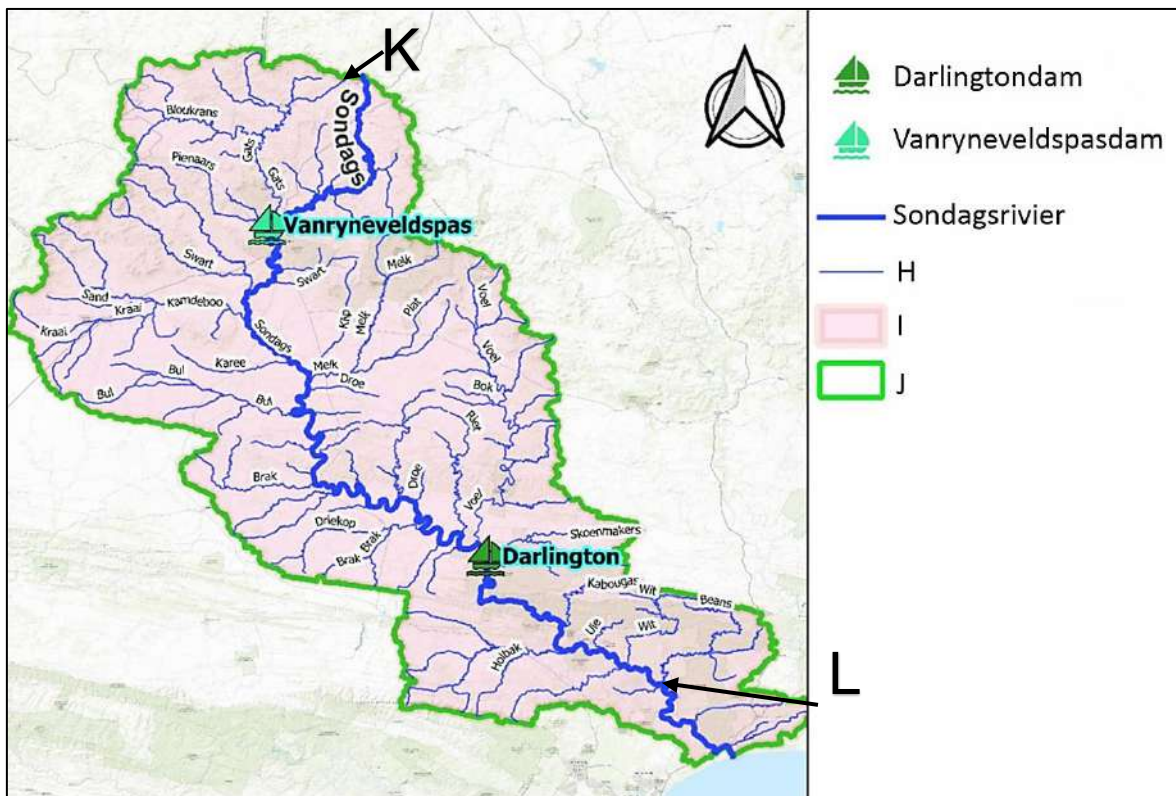 K
Bloukrans
Gats
Sondags
Pienaars
Gats
Vanryneveldspas
Swart
Swart
Melk
Voel
Sand
Kraai
Kamdeboo
Kraai
Sondags
Klip
Melk
Plat
Voel
Karee
Melk
Droe
Bok
Bul
Bul
Bul
Riet
Brak
Droe
Voel
Driekop
Brak
Brak
Skoenmakers
Darlington
Kabougas
Wit
Beans
Uie
Wit
Holbak
L
Darlingtondam
Vanryneveldspasdam
Sondagsrivier
H
I
J